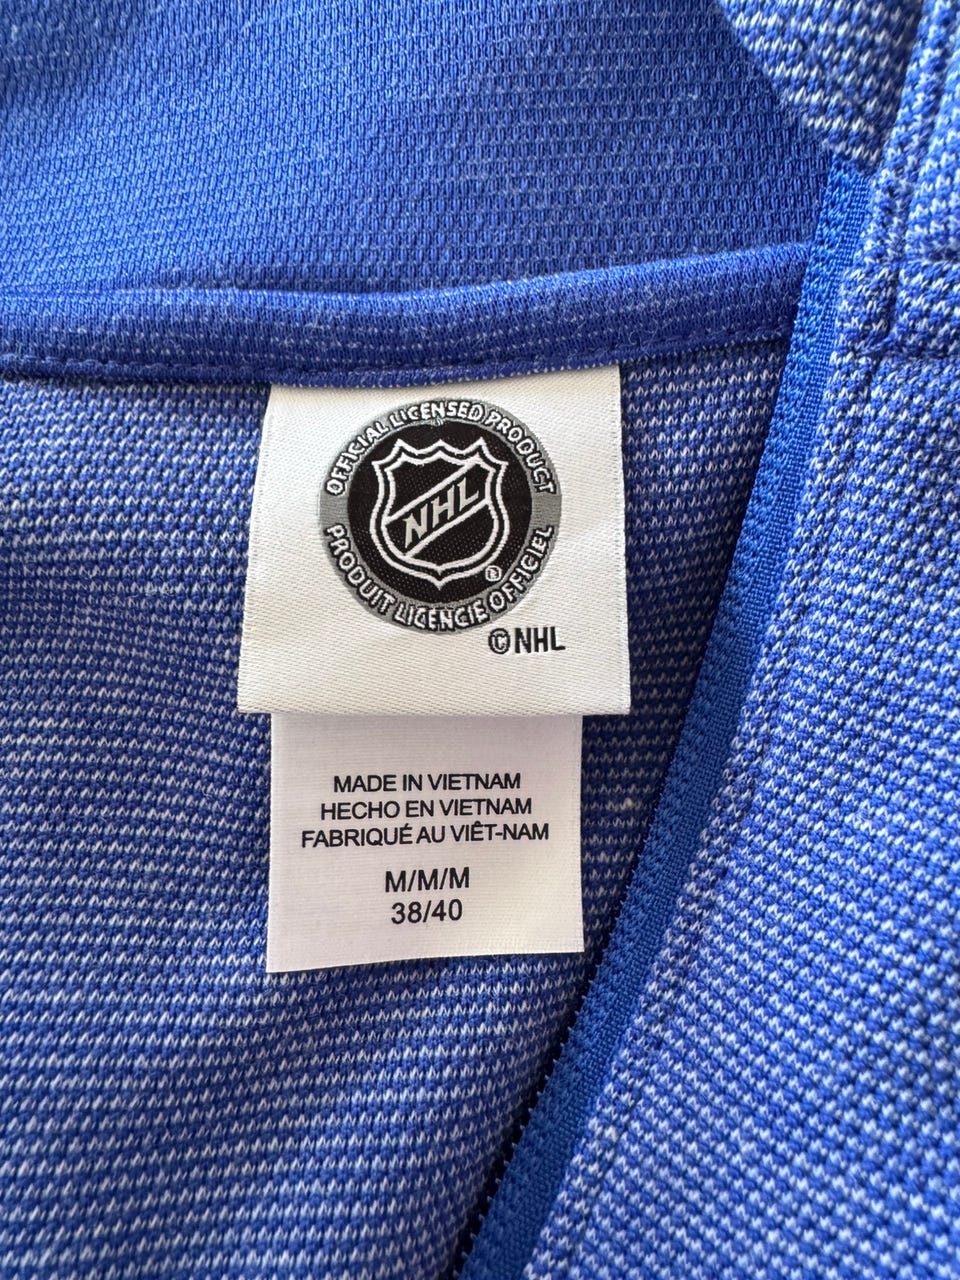 OFFICIAL LICENSED PRODUCT
NHL
®
PRODUIT LICENCIE OFFICIEL
©NHL
MADE IN VIETNAM
HECHO EN VIETNAM
FABRIQUÉ AU VIÊT-NAM
M/M/M
38/40